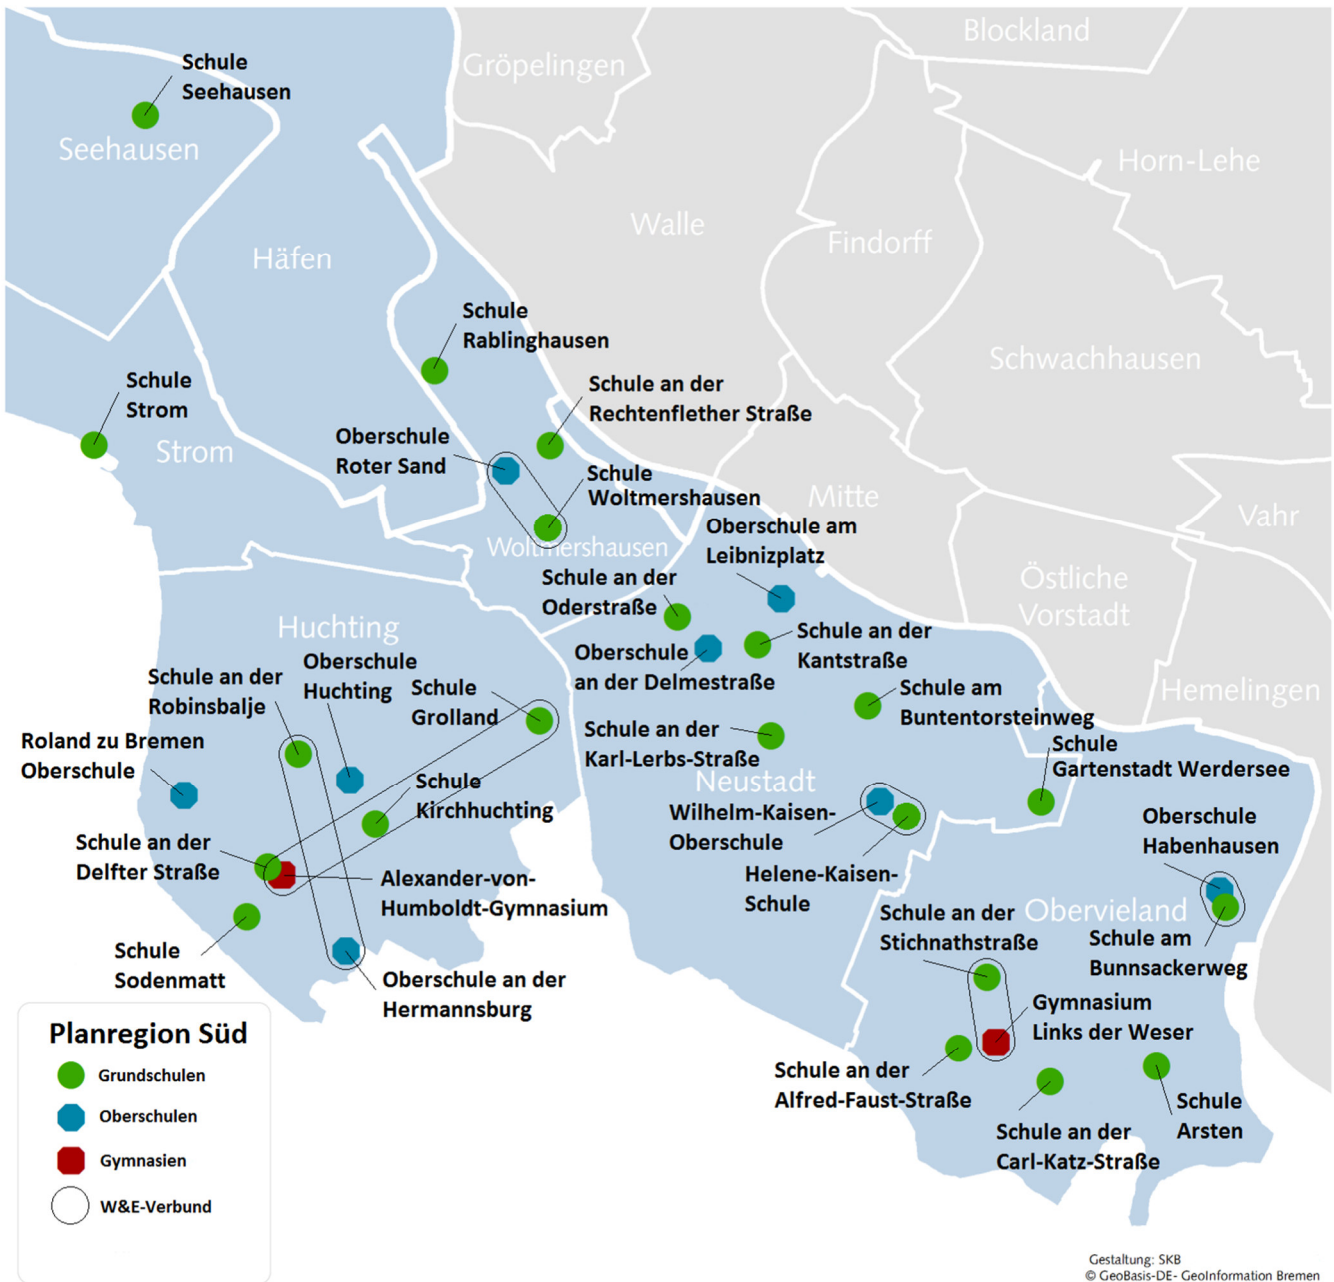 Blockland
Gröpelingen
Schule
Seehausen
Seehausen
Horn-Lehe
Walle
Findorff
Häfen
Schule
Rablinghausen
Schwachhausen
Schule
Strom
Schule an der
Rechtenflether Straße
Strom
Oberschule
Roter Sand
Schule
Woltmershausen
Mitte
Vahr
Oberschule am
Leibnizplatz
Woltmershausen
Schule an der
Oderstraße
Östliche
Vorstadt
Huchting
Schule an der
Kantstraße
Oberschule
an der Delmestraße
Oberschule
Huchting
Schule an der
Robinsbalje
Schule
Grolland
Schule am
Buntentorsteinweg
Hemelingen
Schule an der
Karl-Lerbs-Straße
Roland zu Bremen
Oberschule
Schule
Gartenstadt Werdersee
Schule
Kirchhuchting
Neustadt
Wilhelm-Kaisen-
Oberschule
Oberschule
Habenhausen
Schule an der
Delfter Straße
Alexander-von-
Humboldt-Gymnasium
Helene-Kaisen-
Schule
Schule an der
Stichnathstraße
Obervieland
Schule am
Bunnsackerweg
Schule
Sodenmatt
Oberschule an der
Hermannsburg
Gymnasium
Links der Weser
Schule an der
Alfred-Faust-Straße
Schule
Arsten
Schule an der
Carl-Katz-Straße
Planregion Süd
Grundschulen
Oberschulen
Gymnasien
W&E-Verbund
Gestaltung: SKB
© GeoBasis-DE- GeoInformation Bremen